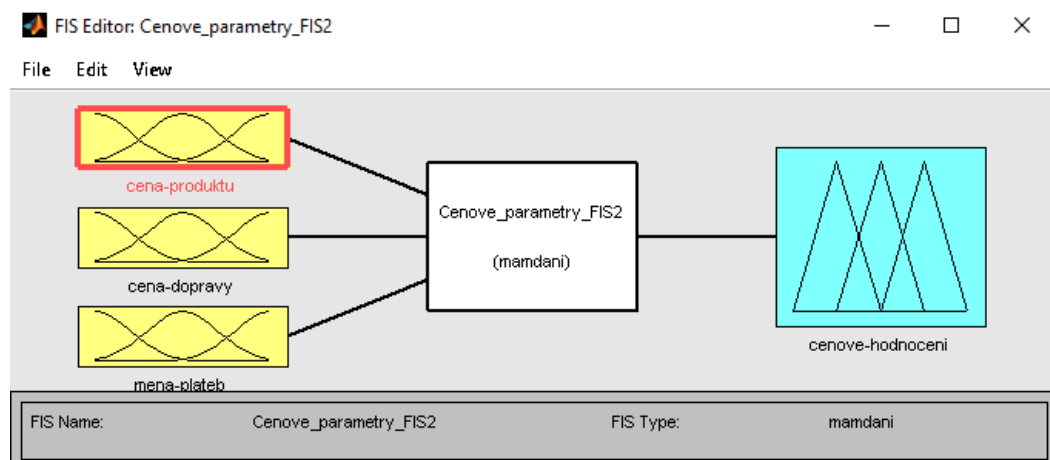 FIS Editor: Cenove_parametry_FIS2
File Edit View
cena-produktu
cena-dopravy
mena-plateb
Cenove_parametry_FIS2
(mamdani)
cenove-hodnoceni
FIS Name: Cenove_parametry_FIS2 FIS Type: mamdani